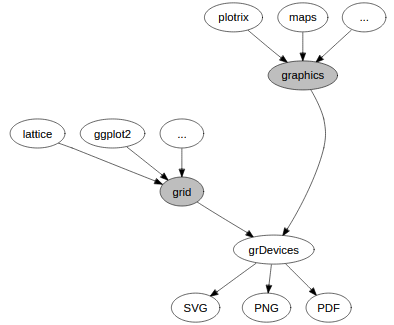 plotrix maps ...
graphics
lattice ggplot2 ...
grid
grDevices
SVG PNG PDF